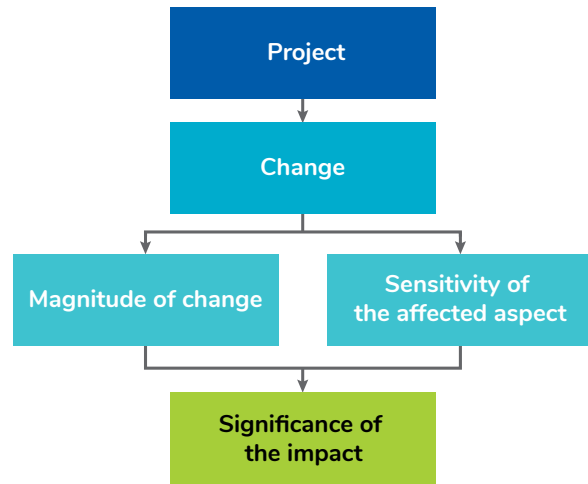 Project
Change
Magnitude of change
Sensitivity of
the affected aspect
Significance of
the impact